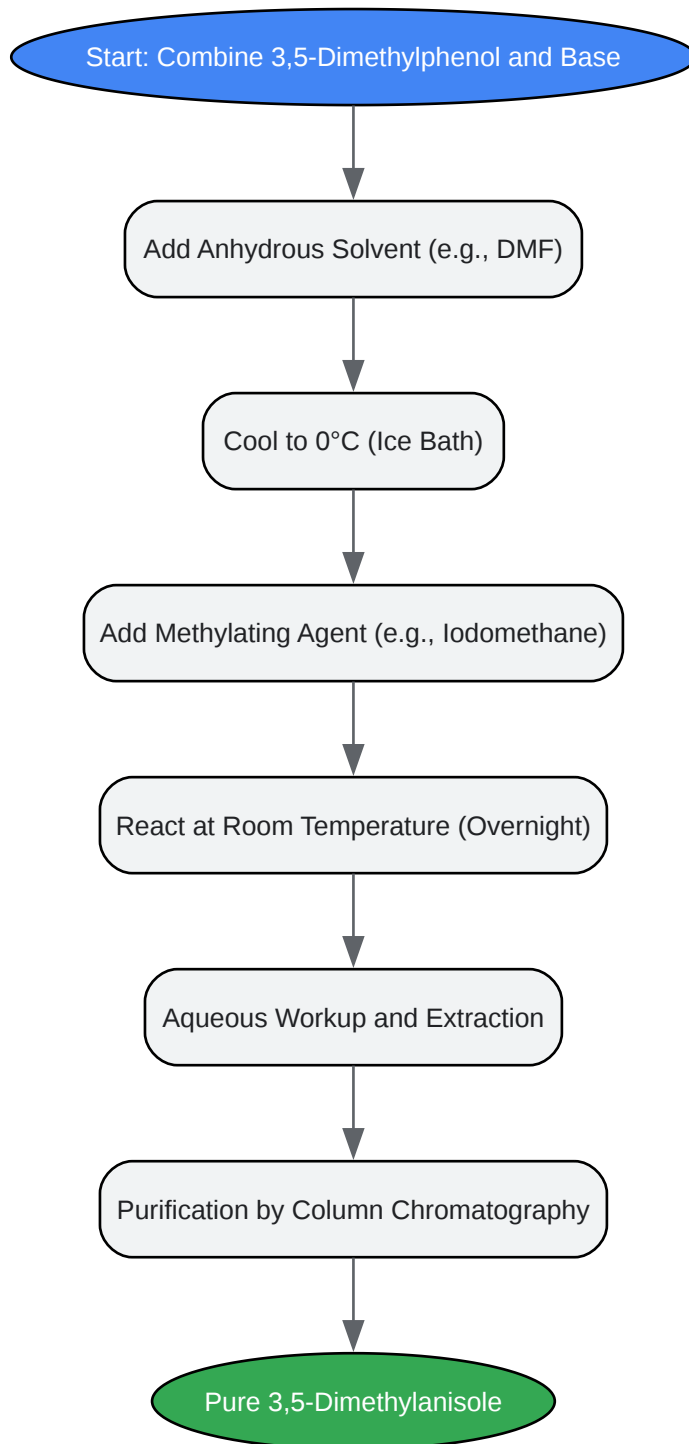 Start: Combine 3,5-Dimethylphenol and Base
Add Anhydrous Solvent (e.g., DMF)
Cool to 0°C (Ice Bath)
Add Methylating Agent (e.g., Iodomethane)
React at Room Temperature (Overnight)
Aqueous Workup and Extraction
Purification by Column Chromatography
Pure 3,5-Dimethylanisole